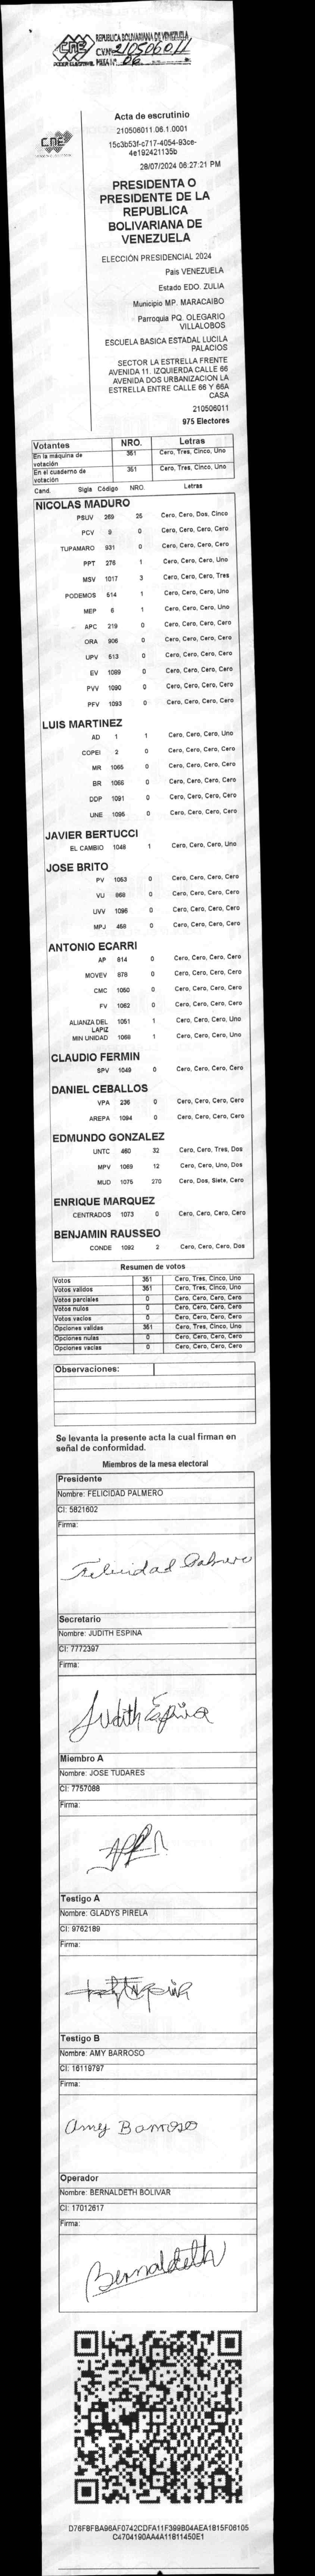 REPUBLICA BOLIVARIANA DE VENEZUELA
CNE
C.V.N° 210506011
PODER ELECTORAL MESA N° 06
CNE
Acta de escrutinio
210506011.06.1.0001
15c3b53f-c717-4054-93ce-
4e192421135b
28/07/2024 06:27:21 PM
PRESIDENTA O
PRESIDENTE DE LA
REPUBLICA
BOLIVARIANA DE
VENEZUELA
ELECCIÓN PRESIDENCIAL 2024
Pais VENEZUELA
Estado EDO. ZULIA
Municipio MP. MARACAIBO
Parroquia PQ. OLEGARIO
VILLALOBOS
ESCUELA BASICA ESTADAL LUCILA
PALACIOS
SECTOR LA ESTRELLA FRENTE
AVENIDA 11. IZQUIERDA CALLE 66
AVENIDA DOS URBANIZACION LA
ESTRELLA ENTRE CALLE 66 Y 66A
CASA
210506011
975 Electores
Votantes NRO. Letras
En la máquina de votación 361 Cero, Tres, Cinco, Uno
En el cuaderno de votación 351 Cero, Tres, Cinco, Uno
Cand. Sigla Código NRO. Letras
NICOLAS MADURO
PSUV 269 25 Cero, Cero, Dos, Cinco
PCV 9 0 Cero, Cero, Cero, Cero
TUPAMARO 931 0 Cero, Cero, Cero, Cero
PPT 276 1 Cero, Cero, Cero, Uno
MSV 1017 3 Cero, Cero, Cero, Tres
PODEMOS 514 1 Cero, Cero, Cero, Uno
MEP 6 1 Cero, Cero, Cero, Uno
APC 219 0 Cero, Cero, Cero, Cero
ORA 906 0 Cero, Cero, Cero, Cero
UPV 513 0 Cero, Cero, Cero, Cero
EV 1089 0 Cero, Cero, Cero, Cero
PVV 1090 0 Cero, Cero, Cero, Cero
PFV 1093 0 Cero, Cero, Cero, Cero
LUIS MARTINEZ
AD 1 1 Cero, Cero, Cero, Uno
COPEI 2 0 Cero, Cero, Cero, Cero
MR 1065 0 Cero, Cero, Cero, Cero
BR 1066 0 Cero, Cero, Cero, Cero
DDP 1091 0 Cero, Cero, Cero, Cero
UNE 1095 0 Cero, Cero, Cero, Cero
JAVIER BERTUCCI
EL CAMBIO 1048 1 Cero, Cero, Cero, Uno
JOSE BRITO
PV 1053 0 Cero, Cero, Cero, Cero
VU 868 0 Cero, Cero, Cero, Cero
UVV 1096 0 Cero, Cero, Cero, Cero
MPJ 458 0 Cero, Cero, Cero, Cero
ANTONIO ECARRI
AP 814 0 Cero, Cero, Cero, Cero
MOVEV 878 0 Cero, Cero, Cero, Cero
CMC 1050 0 Cero, Cero, Cero, Cero
FV 1062 0 Cero, Cero, Cero, Cero
ALIANZA DEL LAPIZ 1051 1 Cero, Cero, Cero, Uno
MIN UNIDAD 1068 1 Cero, Cero, Cero, Uno
CLAUDIO FERMIN
SPV 1049 0 Cero, Cero, Cero, Cero
DANIEL CEBALLOS
VPA 236 0 Cero, Cero, Cero, Cero
AREPA 1094 0 Cero, Cero, Cero, Cero
EDMUNDO GONZALEZ
UNTC 460 32 Cero, Cero, Tres, Dos
MPV 1069 12 Cero, Cero, Uno, Dos
MUD 1075 270 Cero, Dos, Siete, Cero
ENRIQUE MARQUEZ
CENTRADOS 1073 0 Cero, Cero, Cero, Cero
BENJAMIN RAUSSEO
CONDE 1092 2 Cero, Cero, Cero, Dos
Resumen de votos
Votos 351 Cero, Tres, Cinco, Uno
Votos validos 351 Cero, Tres, Cinco, Uno
Votos parciales 0 Cero, Cero, Cero, Cero
Votos nulos 0 Cero, Cero, Cero, Cero
Votos vacios 0 Cero, Cero, Cero, Cero
Opciones validas 351 Cero, Tres, Cinco, Uno
Opciones nulas 0 Cero, Cero, Cero, Cero
Opciones vacias 0 Cero, Cero, Cero, Cero
Observaciones:
Se levanta la presente acta la cual firman en
señal de conformidad.
Miembros de la mesa electoral
Presidente
Nombre: FELICIDAD PALMERO
CI: 5821602
Firma:
Felicidad Palmero
Secretario
Nombre: JUDITH ESPINA
CI: 7772397
Firma:
Judith Espina
Miembro A
Nombre: JOSE TUDARES
CI: 7757088
Firma:
Testigo A
Nombre: GLADYS PIRELA
CI: 9762189
Firma:
Testigo B
Nombre: AMY BARROSO
CI: 16119797
Firma:
Amy Barroso
Operador
Nombre: BERNALDETH BOLIVAR
CI: 17012617
Firma:
Bernaldeth
D76FBFBA96AF0742CDFA11F399B04AEA1815F06105
C4704190AA4A11811450E1